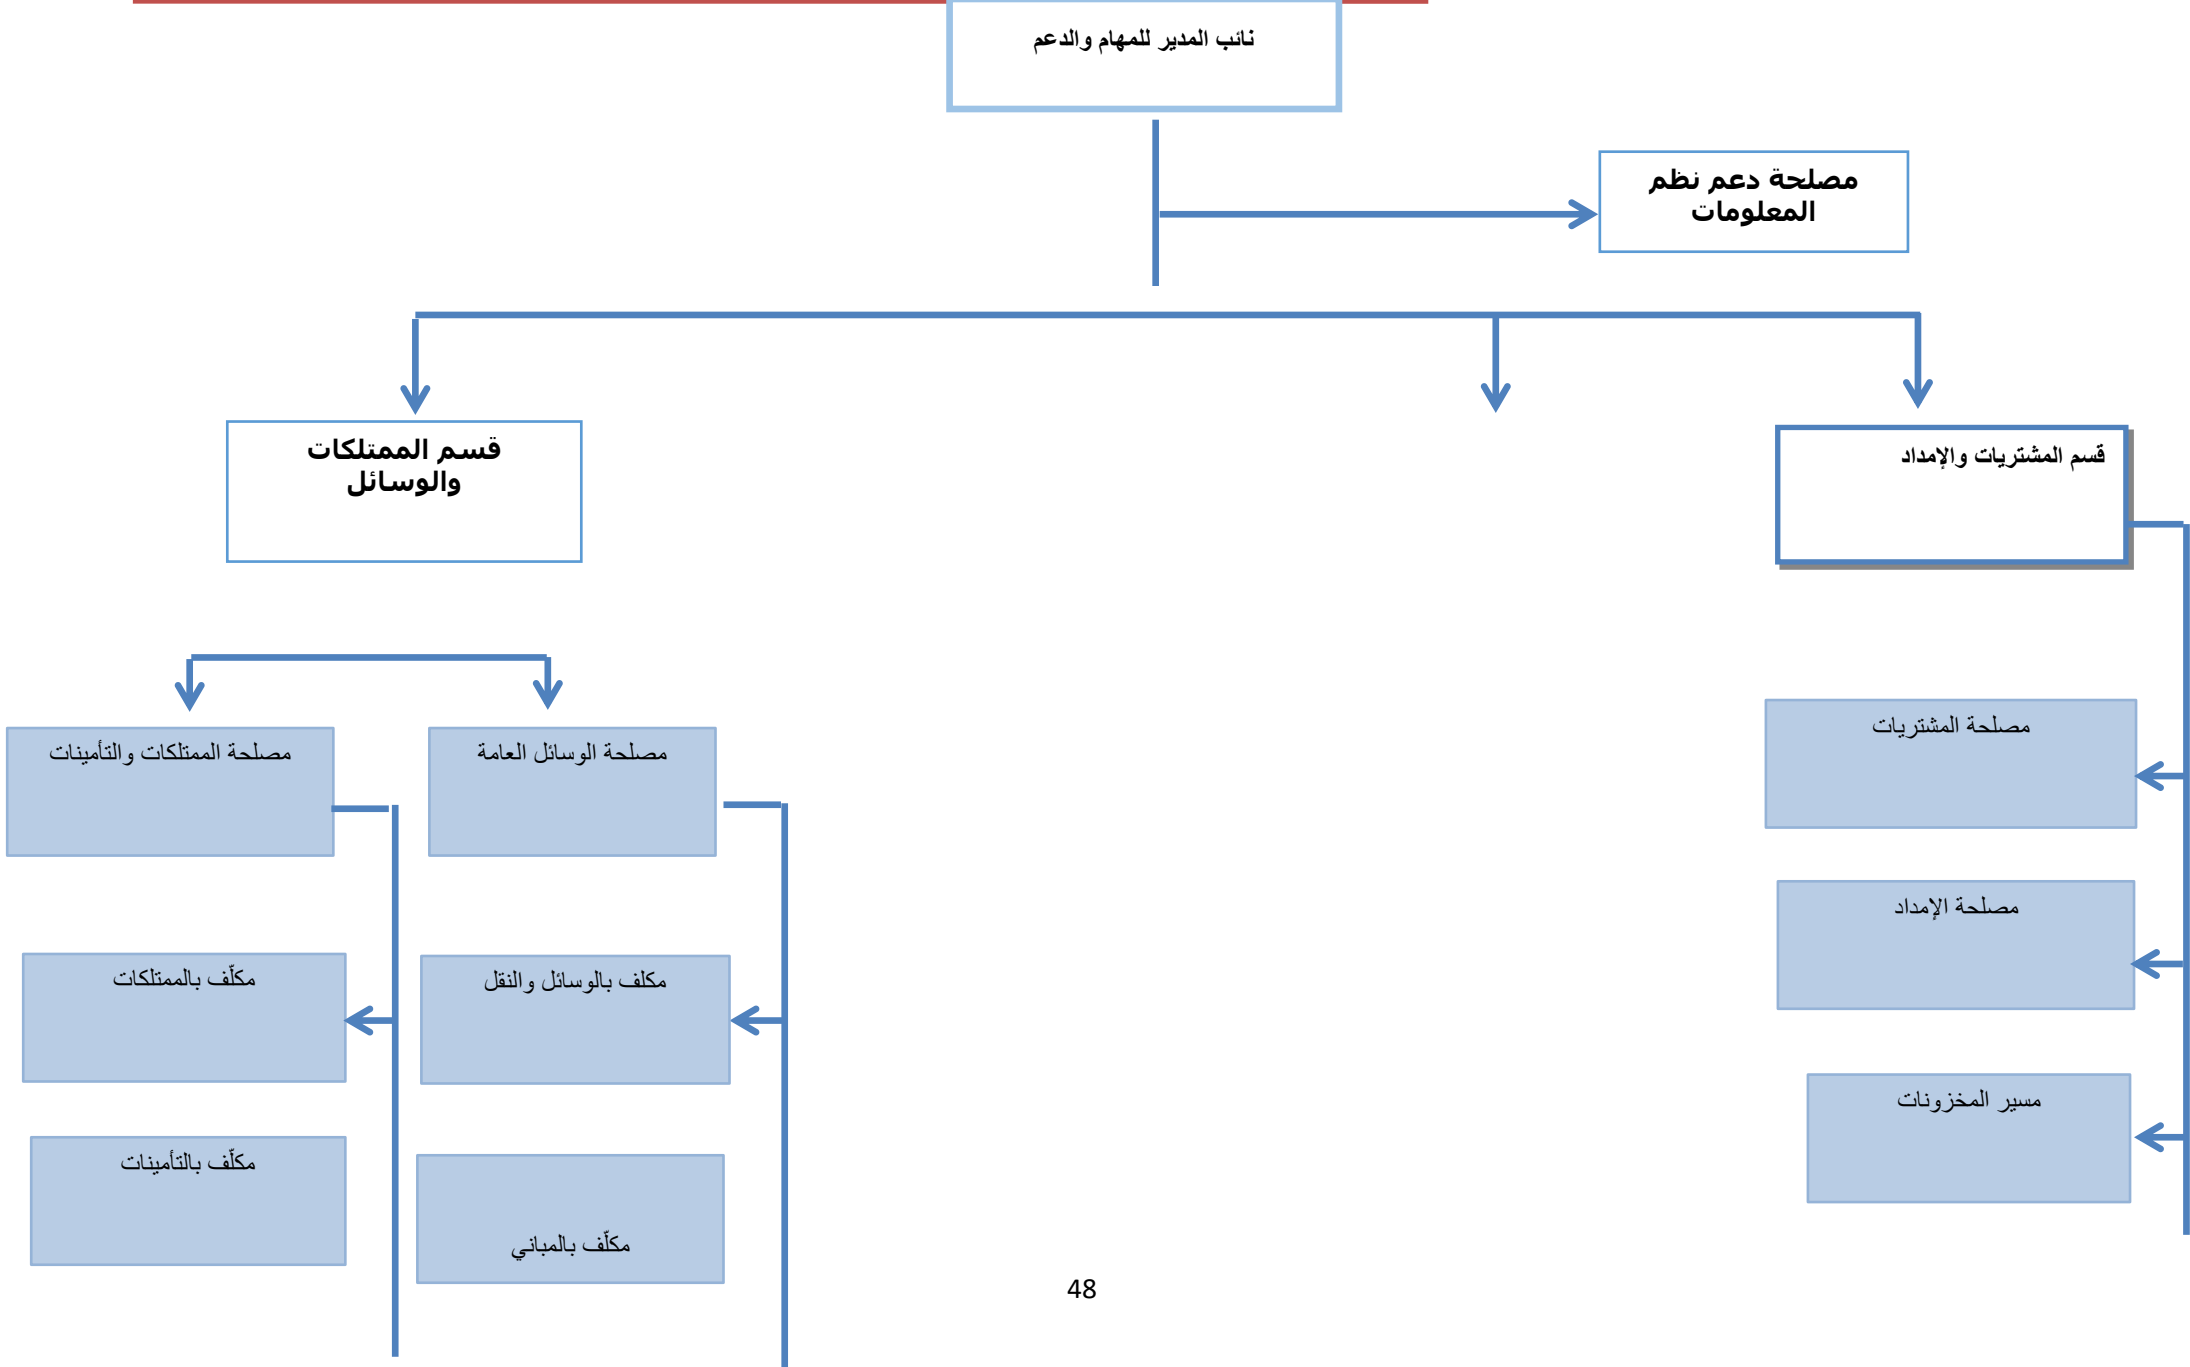 نائب المدير للمهام والدعم
مصلحة دعم نظم
المعلومات
قسم المشتريات والإمداد
قسم الممتلكات
والوسائل
مصلحة المشتريات
مصلحة الوسائل العامة
مصلحة الممتلكات والتأمينات
مصلحة الإمداد
مكلف بالوسائل والنقل
مكلّف بالممتلكات
مسير المخزونات
مكلّف بالتأمينات
مكلّف بالمباني
48